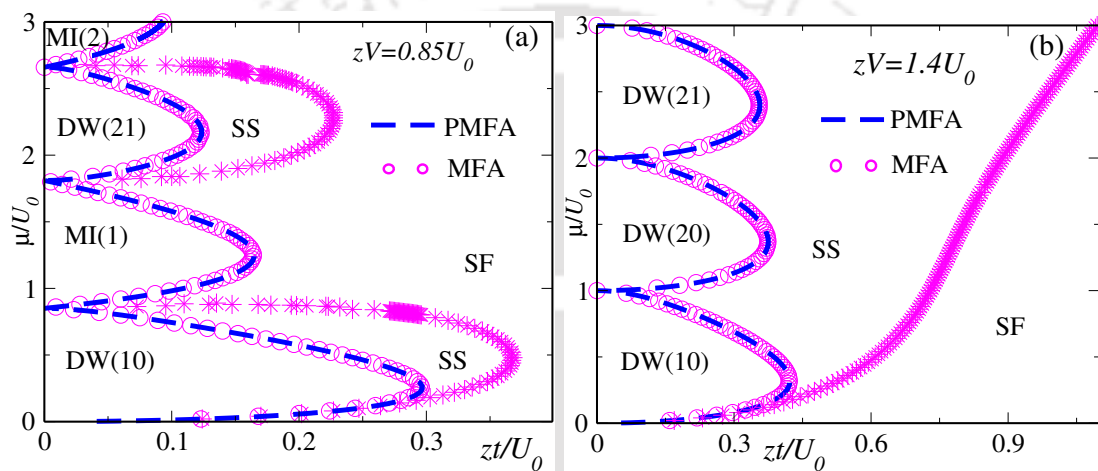 3
2
1
0
μ/U0
MI(2)
(a)
zV=0.85U0
DW(21)
SS
PMFA
MFA
MI(1)
SF
DW(10)
SS
0
0.1
0.2
0.3
zt/U0
3
2
1
0
μ/U0
(b)
zV=1.4U0
DW(21)
PMFA
MFA
DW(20)
SS
SF
DW(10)
0
0.3
0.6
0.9
zt/U0